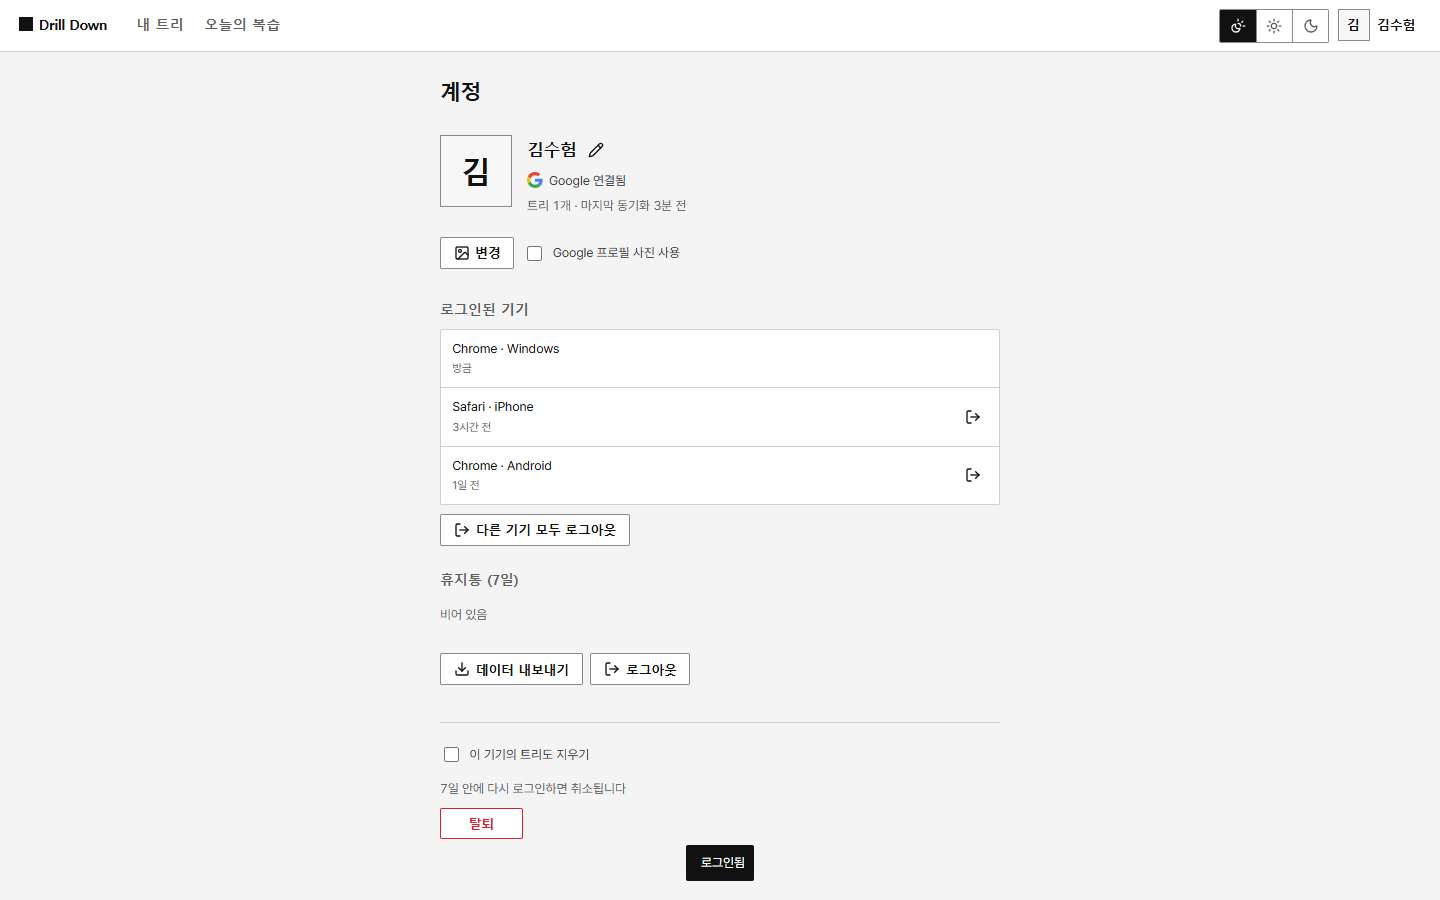 Drill Down 내 트리 오늘의 복습 김 김수험
계정
김
김수험
Google 연결됨
트리 1개 · 마지막 동기화 3분 전
변경 Google 프로필 사진 사용
로그인된 기기
Chrome · Windows
방금
Safari · iPhone
3시간 전
Chrome · Android
1일 전
다른 기기 모두 로그아웃
휴지통 (7일)
비어 있음
데이터 내보내기 로그아웃
이 기기의 트리도 지우기
7일 안에 다시 로그인하면 취소됩니다
탈퇴
로그인됨